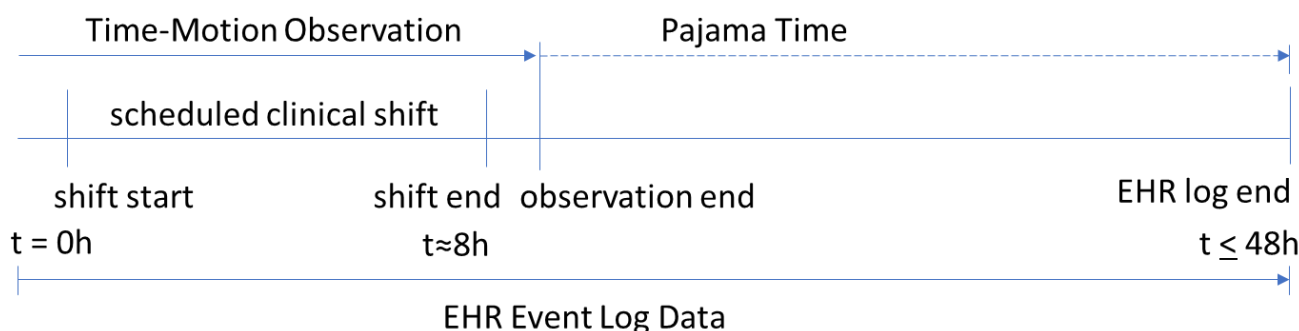 Time-Motion Observation Pajama Time
scheduled clinical shift
shift start shift end observation end EHR log end
t = 0h t≈8h t ≤ 48h
EHR Event Log Data